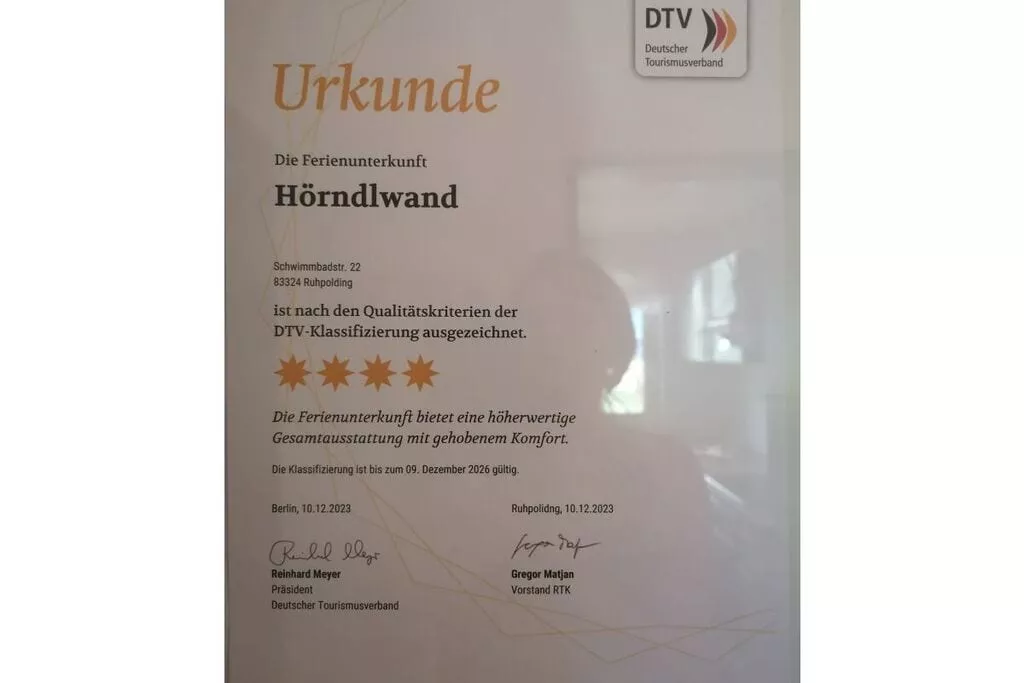 DTV
Deutscher
Tourismusverband
Urkunde
Die Ferienunterkunft
Hörndlwand
Schwimmbadstr. 22
83324 Ruhpolding
ist nach den Qualitätskriterien der
DTV-Klassifizierung ausgezeichnet.
Die Ferienunterkunft bietet eine höherwertige
Gesamtausstattung mit gehobenem Komfort.
Die Klassifizierung ist bis zum 09. Dezember 2026 gültig.
Berlin, 10.12.2023
Ruhpolidng, 10.12.2023
Reinhard Meyer
Präsident
Deutscher Tourismusverband
Gregor Matjan
Vorstand RTK